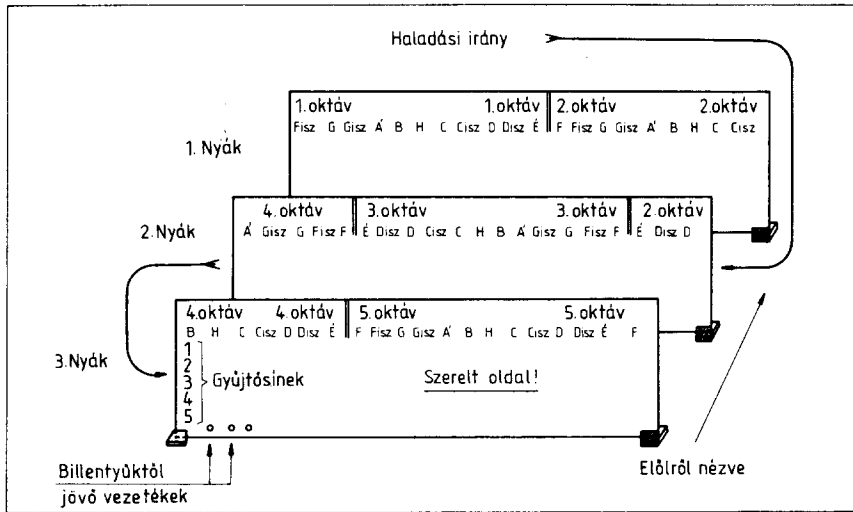 Haladási irány
1.oktáv 1.oktáv 2.oktáv 2.oktáv
Fisz G Gisz Á B H C Cisz D Disz É F Fisz G Gisz Á B H C Cisz
1. Nyák
4.oktáv 3.oktáv 3.oktáv 2.oktáv
Á Gisz G Fisz F É Disz D Cisz C H B Á Gisz G Fisz F É Disz D
2.Nyák
4.oktáv 4.oktáv 5.oktáv 5.oktáv
B H C Cisz D Disz É F Fisz G Gisz Á B H C Cisz D Disz É F
3.Nyák
1
2
3 Gyűjtősinek
4
5
Szerelt oldal!
Billentyűktől
jövő vezetékek
Előlről nézve